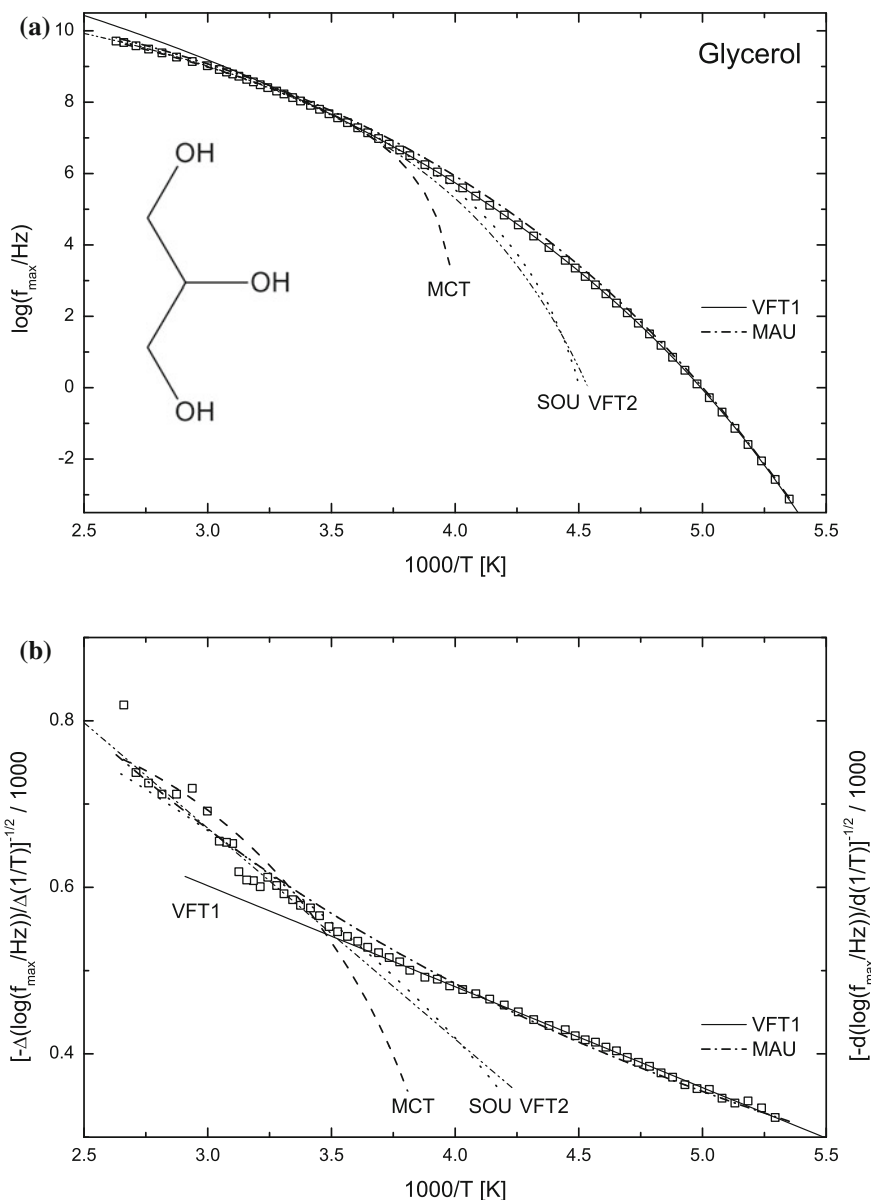 (a)
10
8
6
4
2
0
-2
log(f_max/Hz)
Glycerol
OH
OH
OH
MCT
SOU VFT2
VFT1
MAU
2.5 3.0 3.5 4.0 4.5 5.0 5.5
1000/T [K]
(b)
0.8
0.6
0.4
[-Δ(log(f_max/Hz))/Δ(1/T)]^-1/2 / 1000
[-d(log(f_max/Hz))/d(1/T)]^-1/2 / 1000
VFT1
MCT
SOU VFT2
VFT1
MAU
2.5 3.0 3.5 4.0 4.5 5.0 5.5
1000/T [K]